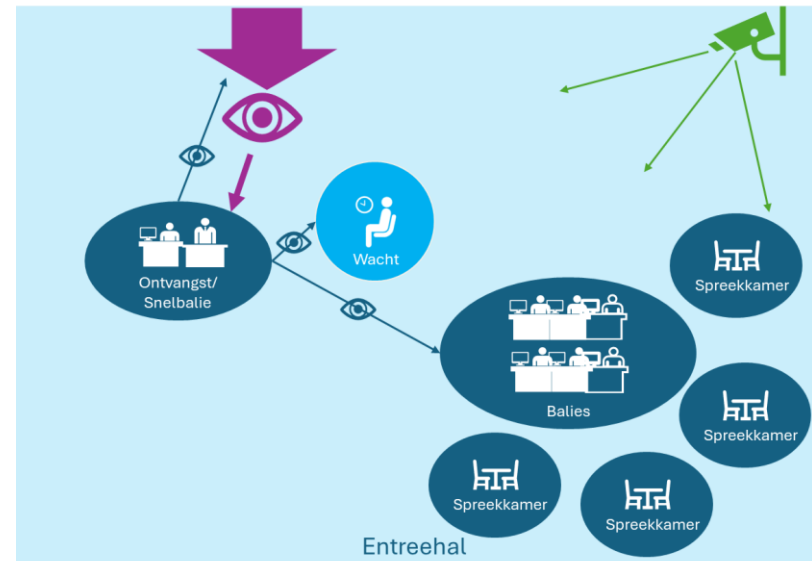 Ontvangst/
Snelbalie
Wacht
Spreekkamer
Balies
Spreekkamer
Spreekkamer
Spreekkamer
Entreehal